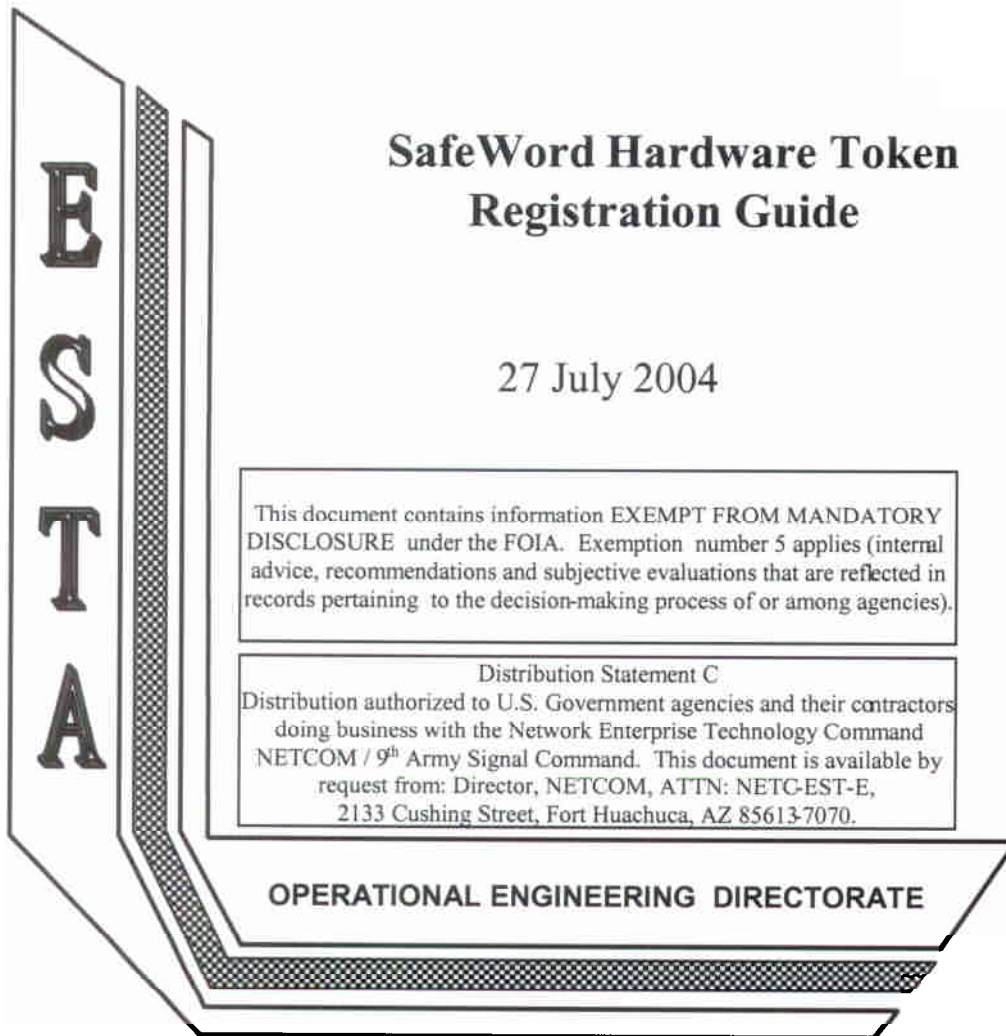 SafeWord Hardware Token
Registration Guide
27 July 2004
E
S
T
A
This document contains information EXEMPT FROM MANDATORY
DISCLOSURE under the FOIA. Exemption number 5 applies (internal
advice, recommendations and subjective evaluations that are reflected in
records pertaining to the decision-making process of or among agencies).
Distribution Statement C
Distribution authorized to U.S. Government agencies and their contractors
doing business with the Network Enterprise Technology Command
NETCOM / 9th Army Signal Command. This document is available by
request from: Director, NETCOM, ATTN: NETC-EST-E,
2133 Cushing Street, Fort Huachuca, AZ 85613-7070.
OPERATIONAL ENGINEERING DIRECTORATE